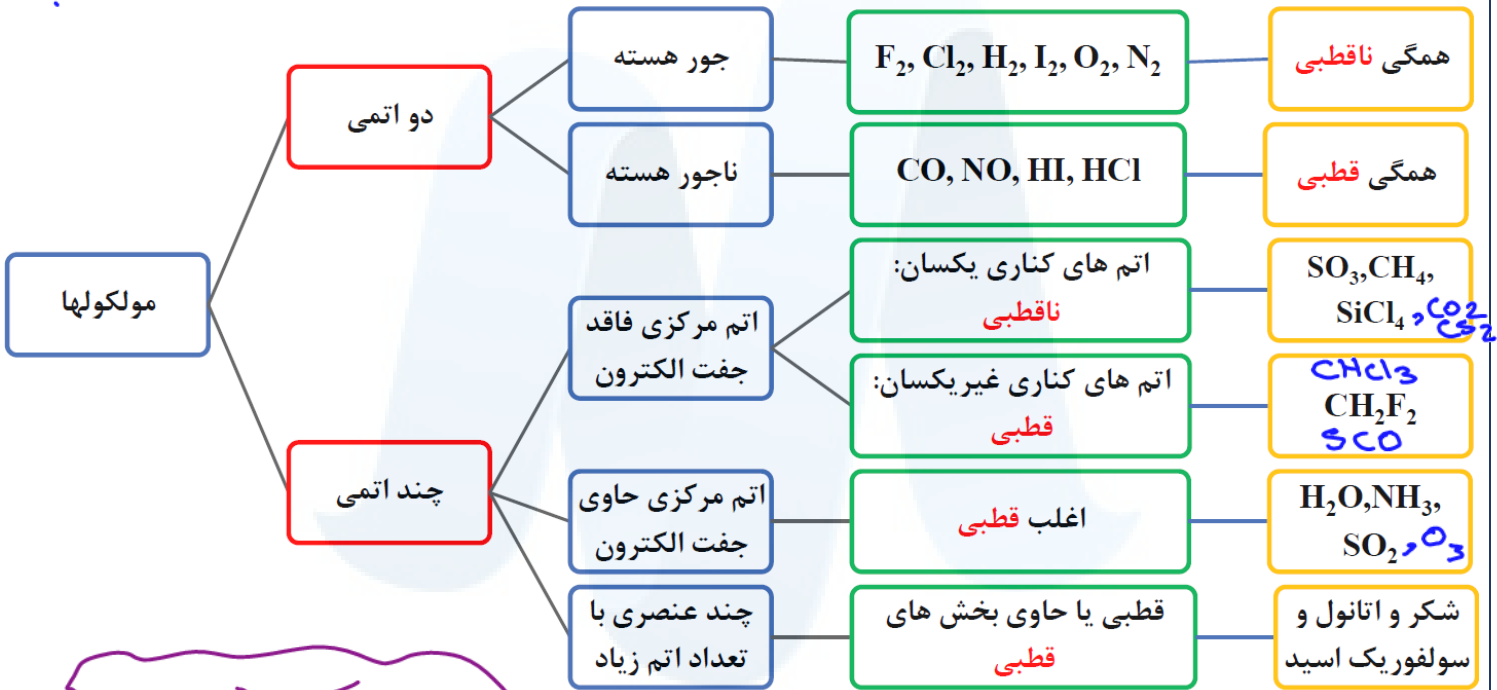 مولکولها
دو اتمی
جور هسته
F₂, Cl₂, H₂, I₂, O₂, N₂
همگی ناقطبی
ناجور هسته
CO, NO, HI, HCl
همگی قطبی
چند اتمی
اتم مرکزی فاقد
جفت الکترون
اتم های کناری یکسان:
ناقطبی
SO₃,CH₄,
SiCl₄ , CO2
CS2
اتم های کناری غیریکسان:
قطبی
CHCl3
CH₂F₂
SCO
اتم مرکزی حاوی
جفت الکترون
اغلب قطبی
H₂O,NH₃,
SO₂ , O3
چند عنصری با
تعداد اتم زیاد
قطبی یا حاوی بخش های
قطبی
شکر و اتانول و
سولفوریک اسید